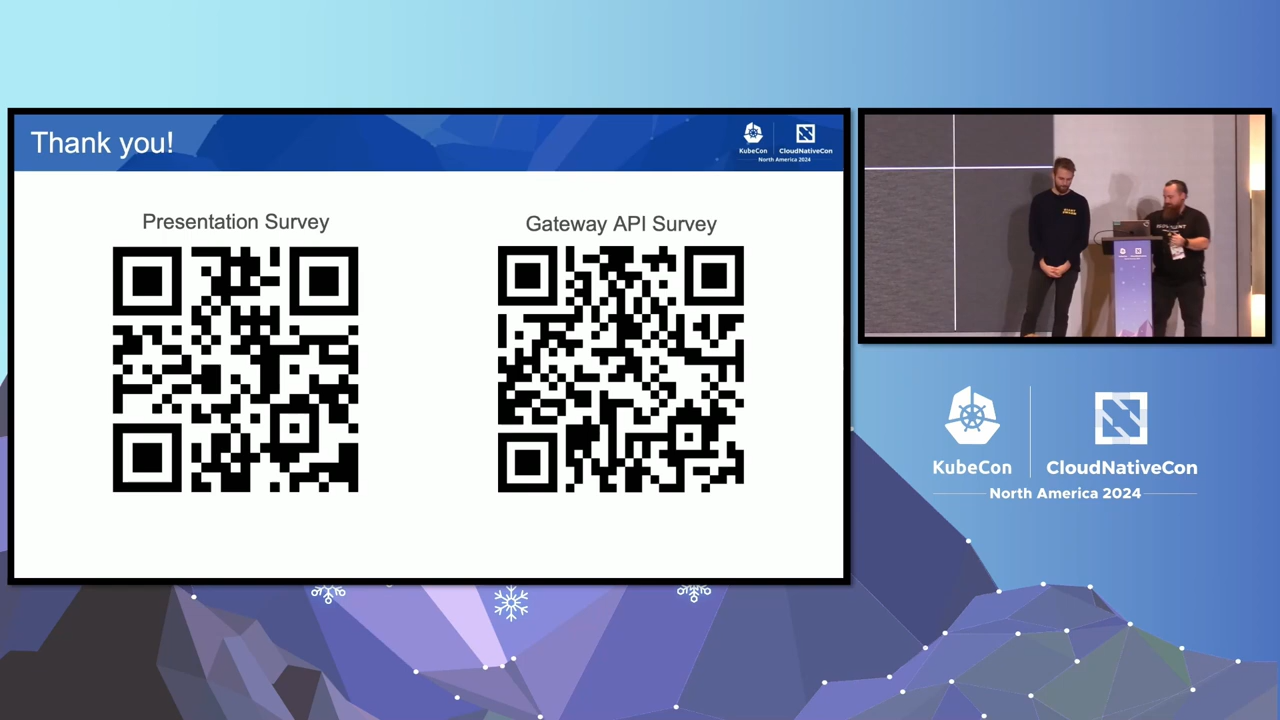 Thank you!
KubeCon
CloudNativeCon
North America 2024
Presentation Survey
Gateway API Survey
KubeCon
CloudNativeCon
North America 2024